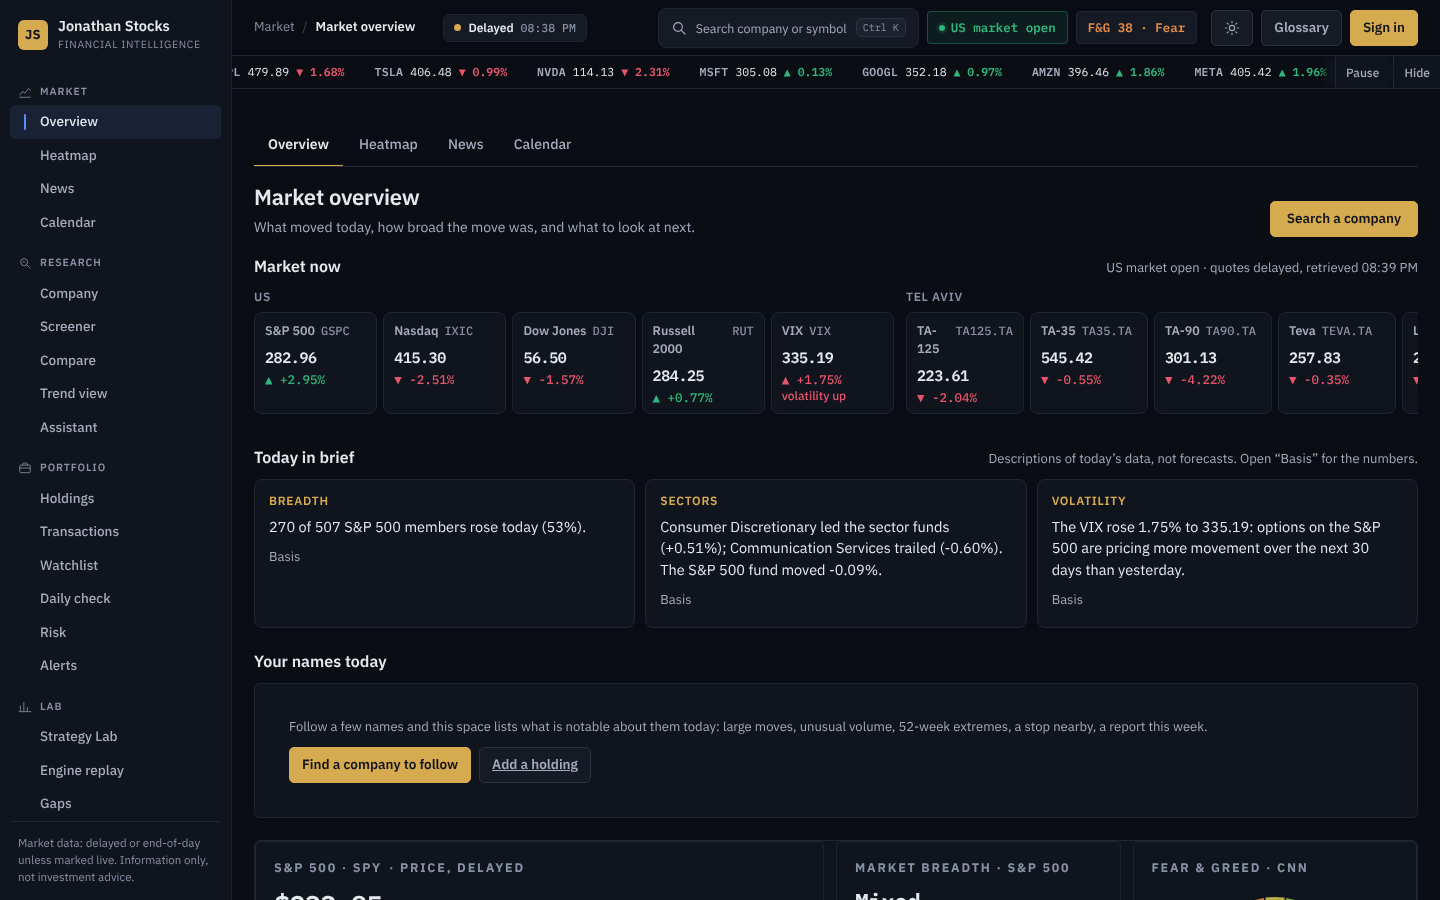 JS
Jonathan Stocks
FINANCIAL INTELLIGENCE
MARKET
Overview
Heatmap
News
Calendar
RESEARCH
Company
Screener
Compare
Trend view
Assistant
PORTFOLIO
Holdings
Transactions
Watchlist
Daily check
Risk
Alerts
LAB
Strategy Lab
Engine replay
Gaps
Market data: delayed or end-of-day
unless marked live. Information only,
not investment advice.
Market / Market overview
Delayed 08:38 PM
Search company or symbol Ctrl K
US market open
F&G 38 · Fear
Glossary
Sign in
L 479.89 ▼ 1.68% TSLA 406.48 ▼ 0.99% NVDA 114.13 ▼ 2.31% MSFT 305.08 ▲ 0.13% GOOGL 352.18 ▲ 0.97% AMZN 396.46 ▲ 1.86% META 405.42 ▲ 1.96%
Pause
Hide
Overview Heatmap News Calendar
Market overview
What moved today, how broad the move was, and what to look at next.
Search a company
Market now
US market open · quotes delayed, retrieved 08:39 PM
US
S&P 500 GSPC
282.96
▲ +2.95%
Nasdaq IXIC
415.30
▼ -2.51%
Dow Jones DJI
56.50
▼ -1.57%
Russell 2000 RUT
284.25
▲ +0.77%
VIX VIX
335.19
▲ +1.75%
volatility up
TEL AVIV
TA-125 TA125.TA
223.61
▼ -2.04%
TA-35 TA35.TA
545.42
▼ -0.55%
TA-90 TA90.TA
301.13
▼ -4.22%
Teva TEVA.TA
257.83
▼ -0.35%
Today in brief
Descriptions of today’s data, not forecasts. Open “Basis” for the numbers.
BREADTH
270 of 507 S&P 500 members rose today (53%).
Basis
SECTORS
Consumer Discretionary led the sector funds
(+0.51%); Communication Services trailed (-0.60%).
The S&P 500 fund moved -0.09%.
Basis
VOLATILITY
The VIX rose 1.75% to 335.19: options on the S&P
500 are pricing more movement over the next 30
days than yesterday.
Basis
Your names today
Follow a few names and this space lists what is notable about them today: large moves, unusual volume, 52-week extremes, a stop nearby, a report this week.
Find a company to follow
Add a holding
S&P 500 · SPY · PRICE, DELAYED
MARKET BREADTH · S&P 500
Mixed
FEAR & GREED · CNN